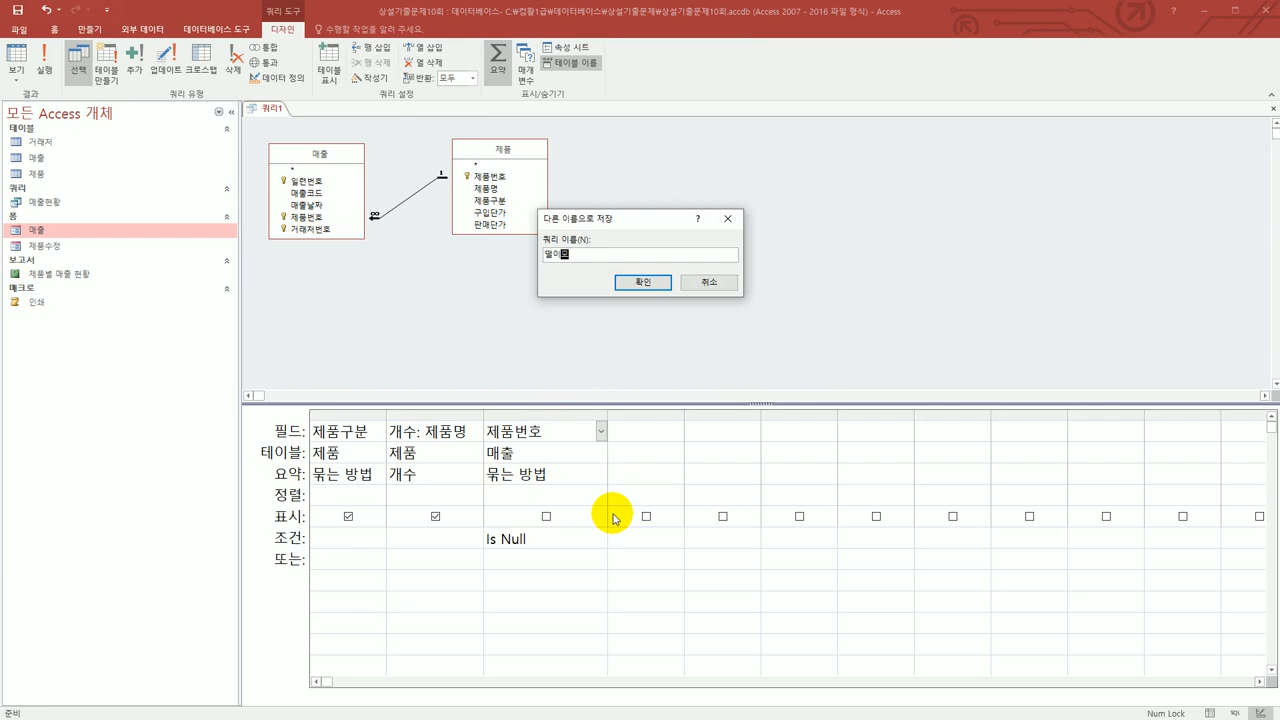 쿼리 도구
상설기출문제10회 : 데이터베이스- C:₩컴활1급₩데이터베이스₩상설기출문제₩상설기출문제10회.accdb (Access 2007 - 2016 파일 형식) - Access
파일 홈 만들기 외부 데이터 데이터베이스 도구 디자인 수행할 작업을 알려 주세요.
보기
실행
선택
테이블
만들기
추가
업데이트
크로스탭
삭제
통합
통과
데이터 정의
테이블
표시
행 삽입
행 삭제
작성기
열 삽입
열 삭제
반환: 모두
요약
매개
변수
속성 시트
테이블 이름
결과
쿼리 유형
쿼리 설정
표시/숨기기
모든 Access 개체
테이블
거래처
매출
제품
쿼리
매출현황
폼
매출
제품수정
보고서
제품별 매출 현황
매크로
인쇄
쿼리1
매출
*
일련번호
매출코드
매출날짜
제품번호
거래처번호
∞
1
제품
*
제품번호
제품명
제품구분
구입단가
판매단가
다른 이름으로 저장
?
쿼리 이름(N):
떨이모
확인
취소
필드: 제품구분 개수: 제품명 제품번호
테이블: 제품 제품 매출
요약: 묶는 방법 개수 묶는 방법
정렬:
표시:
조건: Is Null
또는:
준비
Num Lock
SQL